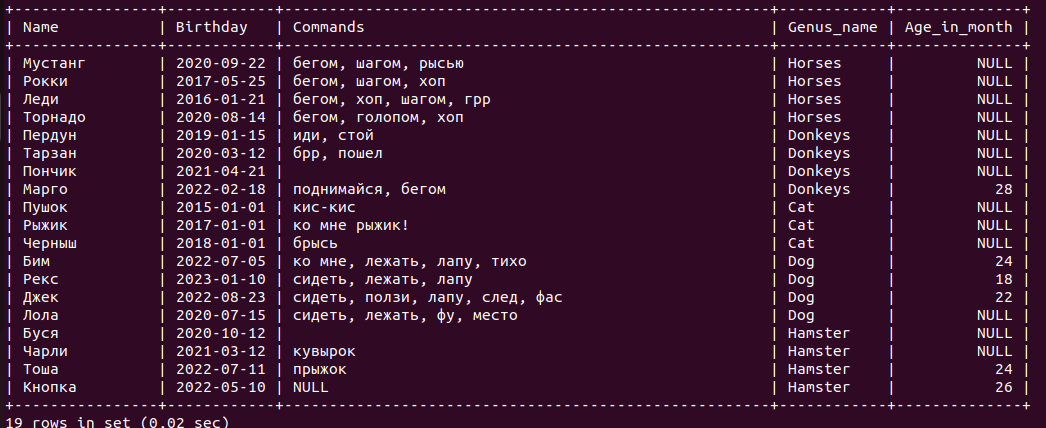 +----------------+------------+------------------------------------------------------+------------+--------------+
| Name | Birthday | Commands | Genus_name | Age_in_month |
+----------------+------------+------------------------------------------------------+------------+--------------+
| Мустанг | 2020-09-22 | бегом, шагом, рысью | Horses | NULL |
| Рокки | 2017-05-25 | бегом, шагом, хоп | Horses | NULL |
| Леди | 2016-01-21 | бегом, хоп, шагом, грр | Horses | NULL |
| Торнадо | 2020-08-14 | бегом, голопом, хоп | Horses | NULL |
| Пердун | 2019-01-15 | иди, стой | Donkeys | NULL |
| Тарзан | 2020-03-12 | брр, пошел | Donkeys | NULL |
| Пончик | 2021-04-21 | | Donkeys | NULL |
| Марго | 2022-02-18 | поднимайся, бегом | Donkeys | 28 |
| Пушок | 2015-01-01 | кис-кис | Cat | NULL |
| Рыжик | 2017-01-01 | ко мне рыжик! | Cat | NULL |
| Черныш | 2018-01-01 | брысь | Cat | NULL |
| Бим | 2022-07-05 | ко мне, лежать, лапу, тихо | Dog | 24 |
| Рекс | 2023-01-10 | сидеть, лежать, лапу | Dog | 18 |
| Джек | 2022-08-23 | сидеть, ползи, лапу, след, фас | Dog | 22 |
| Лола | 2020-07-15 | сидеть, лежать, фу, место | Dog | NULL |
| Буся | 2020-10-12 | | Hamster | NULL |
| Чарли | 2021-03-12 | кувырок | Hamster | NULL |
| Тоша | 2022-07-11 | прыжок | Hamster | 24 |
| Кнопка | 2022-05-10 | NULL | Hamster | 26 |
+----------------+------------+------------------------------------------------------+------------+--------------+
19 rows in set (0.02 sec)